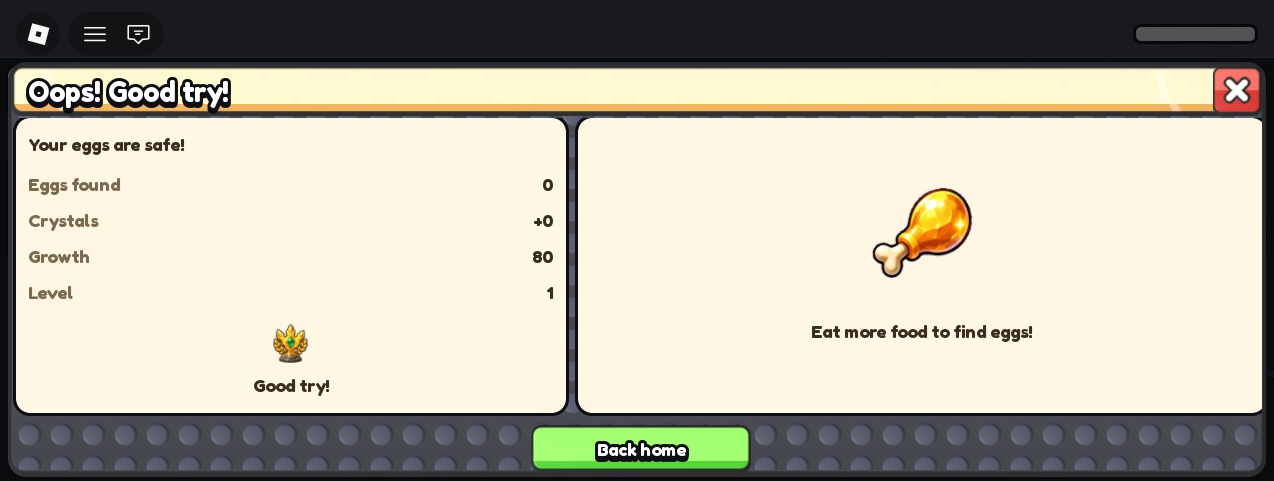 Oops! Good try!
Your eggs are safe!
Eggs found 0
Crystals +0
Growth 80
Level 1
Good try!
Eat more food to find eggs!
Back home